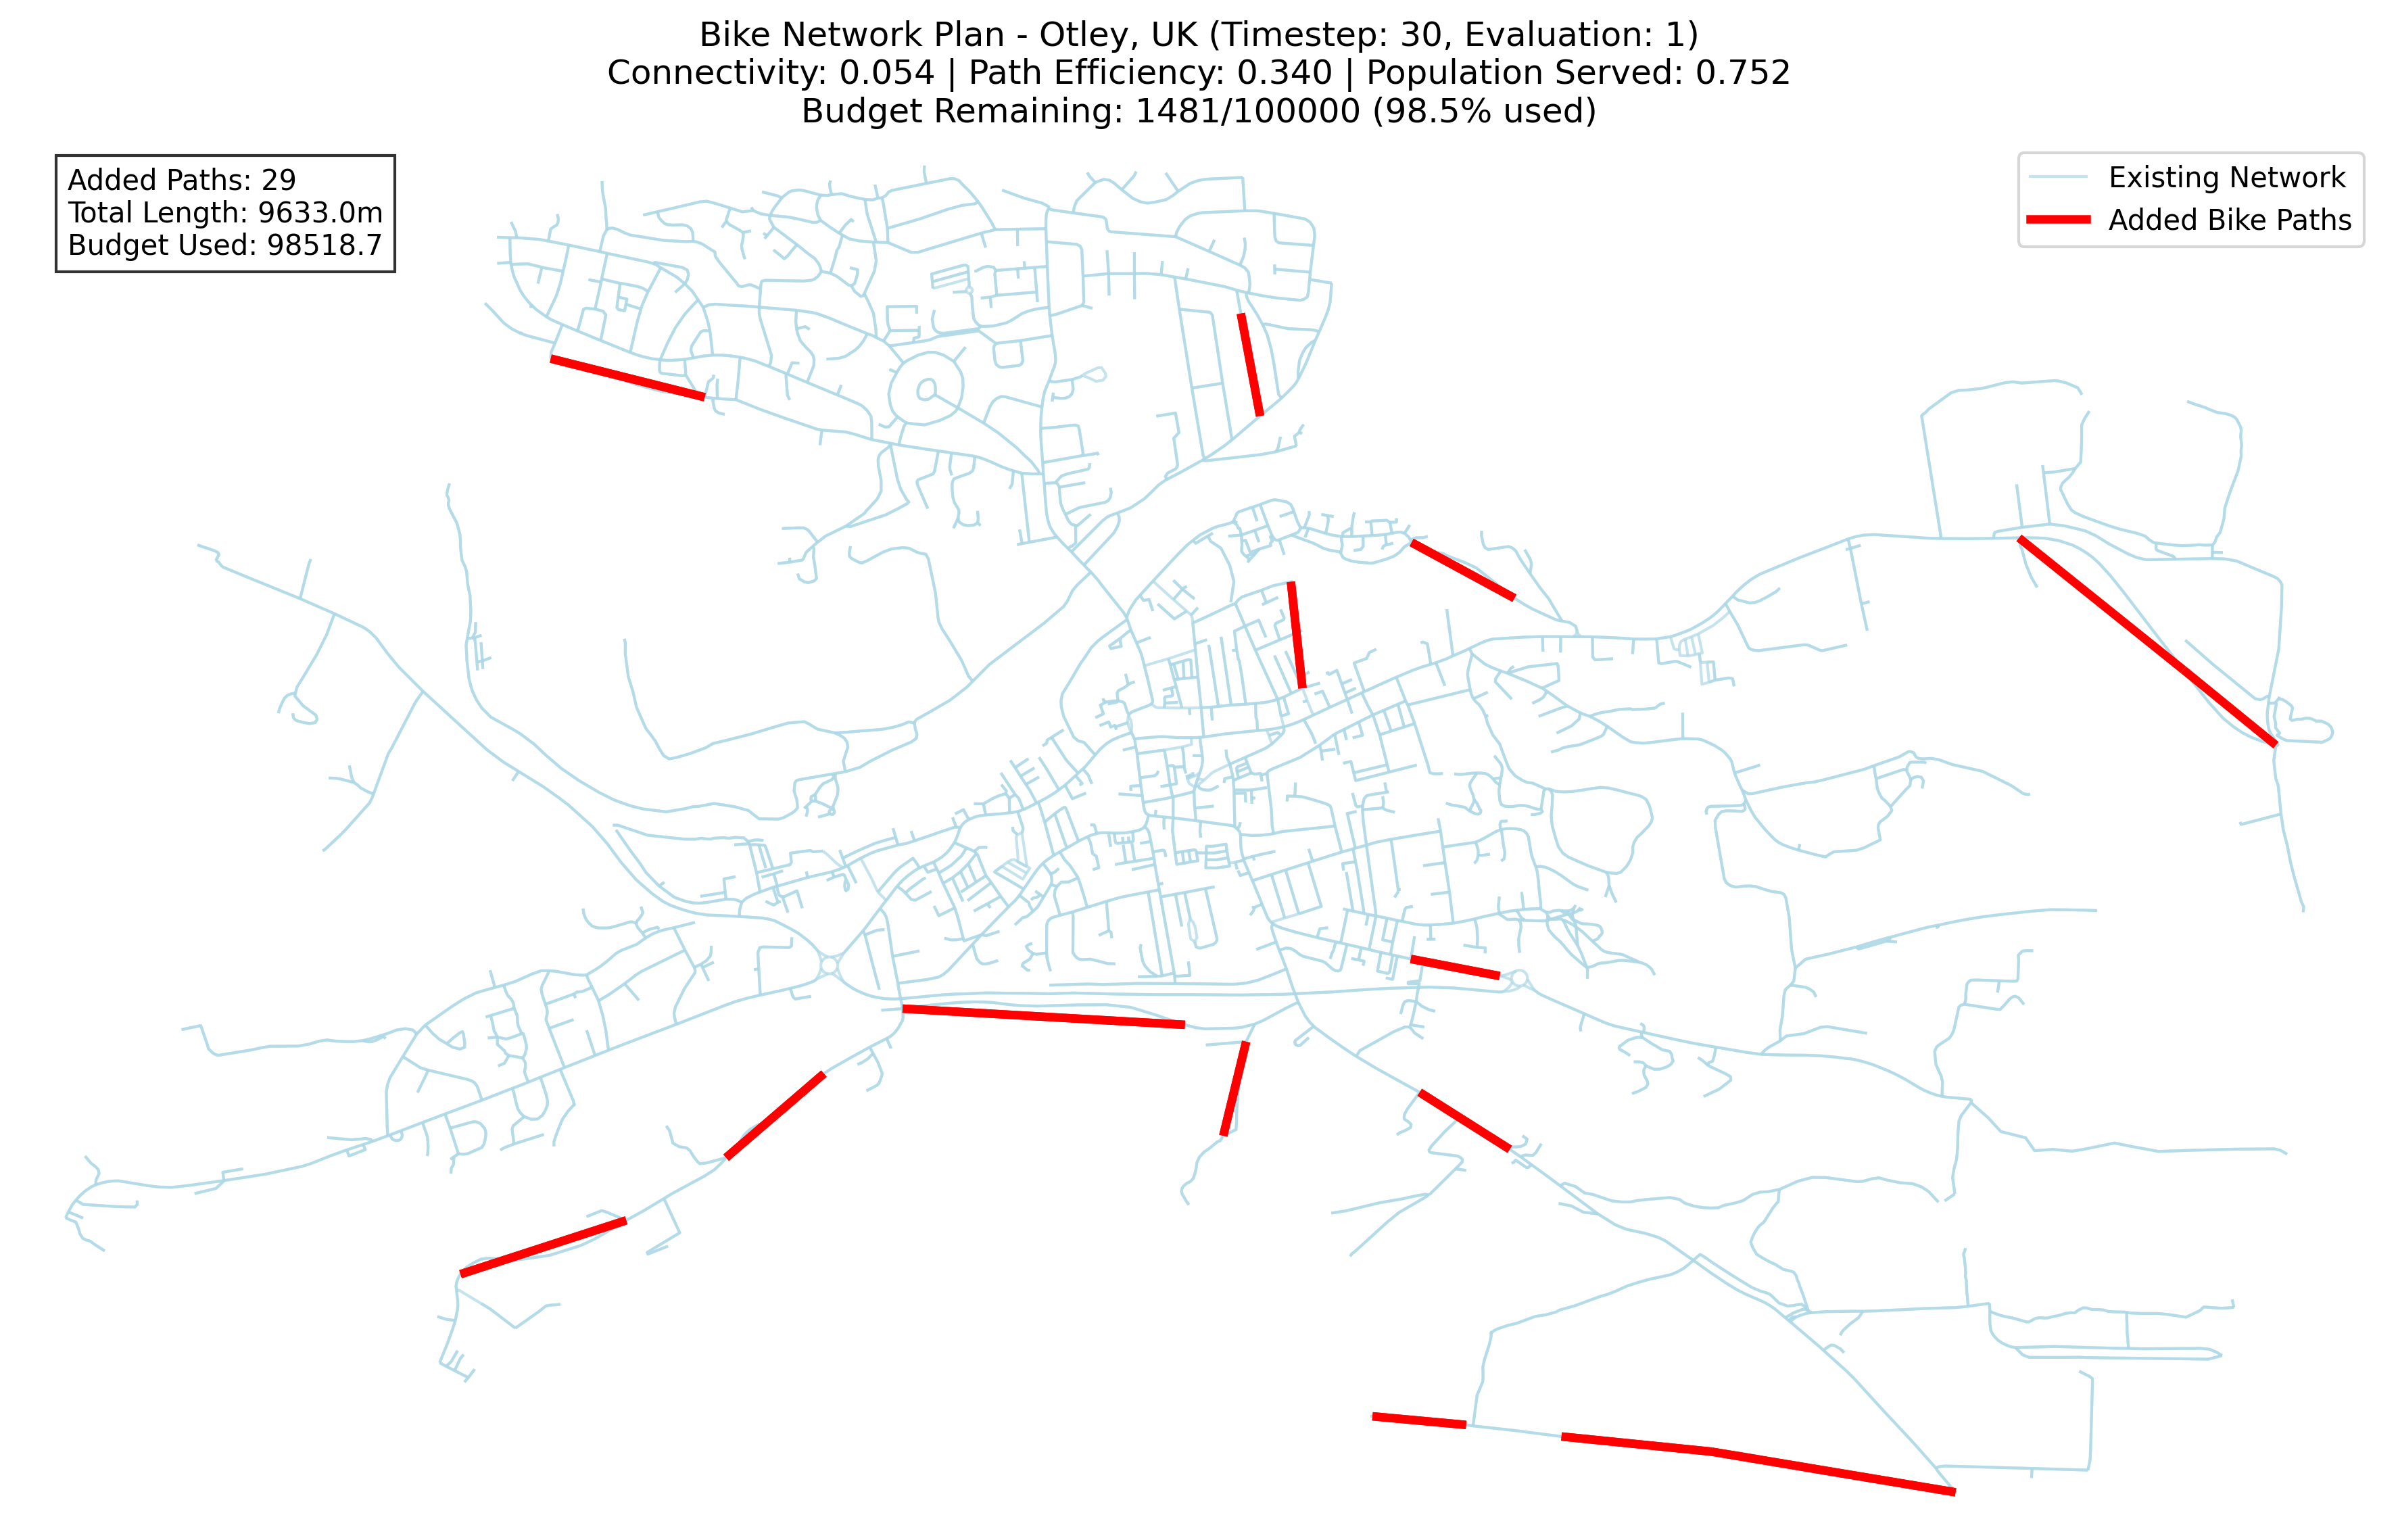 Bike Network Plan - Otley, UK (Timestep: 30, Evaluation: 1)
Connectivity: 0.054 | Path Efficiency: 0.340 | Population Served: 0.752
Budget Remaining: 1481/100000 (98.5% used)
Added Paths: 29
Total Length: 9633.0m
Budget Used: 98518.7
Existing Network
Added Bike Paths